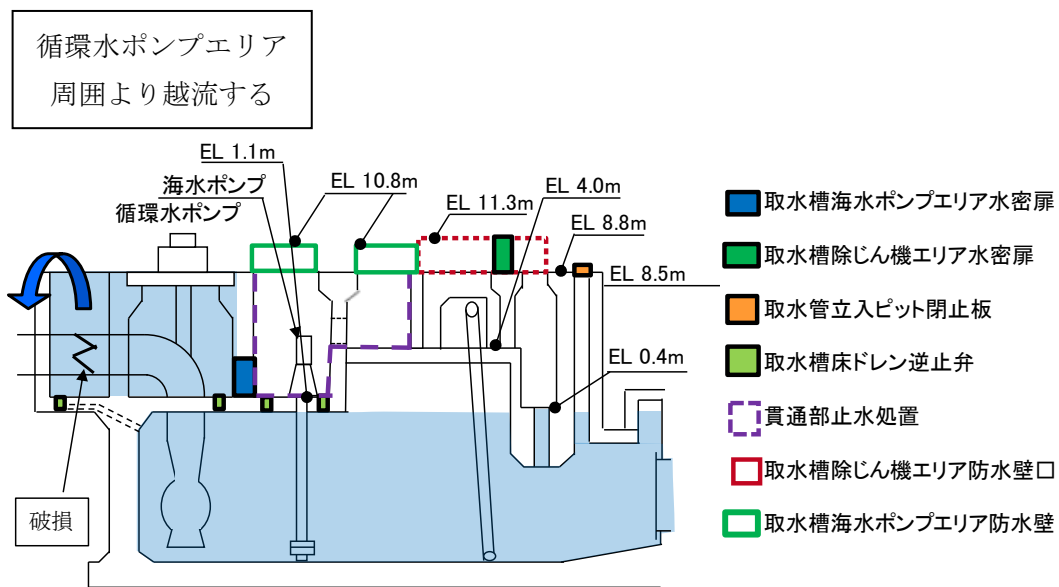 循環水ポンプエリア
周囲より越流する
EL 1.1m
海水ポンプ
循環水ポンプ
EL 10.8m
EL 11.3m
EL 4.0m
EL 8.8m
EL 8.5m
EL 0.4m
破損
取水槽海水ポンプエリア水密扉
取水槽除じん機エリア水密扉
取水管立入ピット閉止板
取水槽床ドレン逆止弁
貫通部止水処置
取水槽除じん機エリア防水壁口
取水槽海水ポンプエリア防水壁